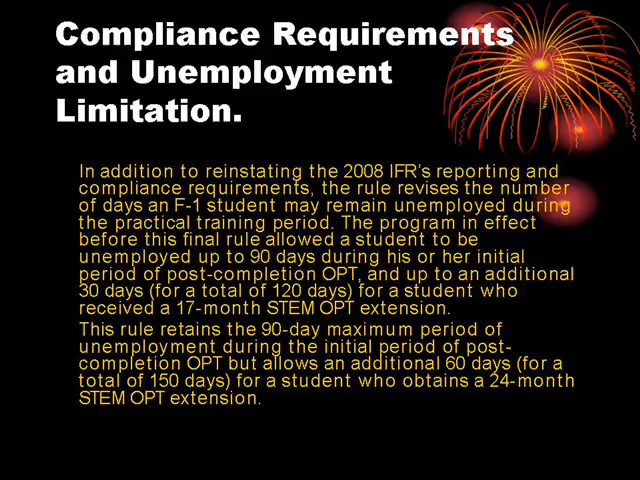 Compliance Requirements
and Unemployment
Limitation.
In addition to reinstating the 2008 IFR's reporting and
compliance requirements, the rule revises the number
of days an F-1 student may remain unemployed during
the practical training period. The program in effect
before this final rule allowed a student to be
unemployed up to 90 days during his or her initial
period of post-completion OPT, and up to an additional
30 days (for a total of 120 days) for a student who
received a 17-month STEM OPT extension.
This rule retains the 90-day maximum period of
unemployment during the initial period of post-
completion OPT but allows an additional 60 days (for a
total of 150 days) for a student who obtains a 24-month
STEM OPT extension.